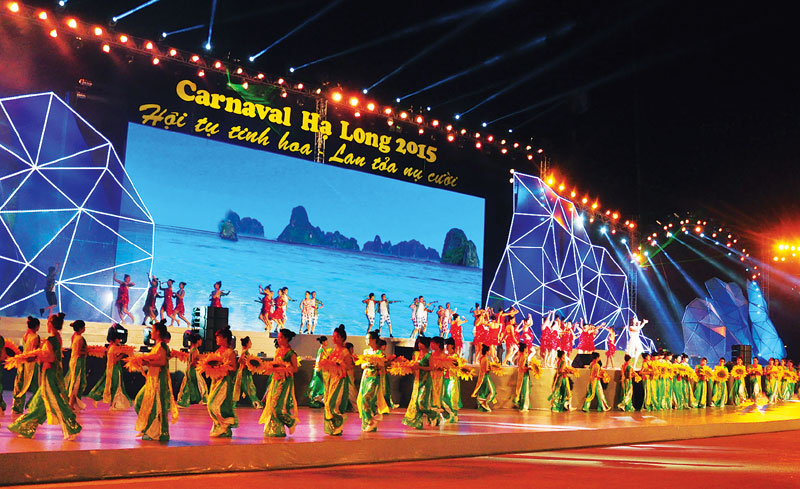 Carnaval Hạ Long 2015
Hội tụ tinh hoa - Lan tỏa nụ cười